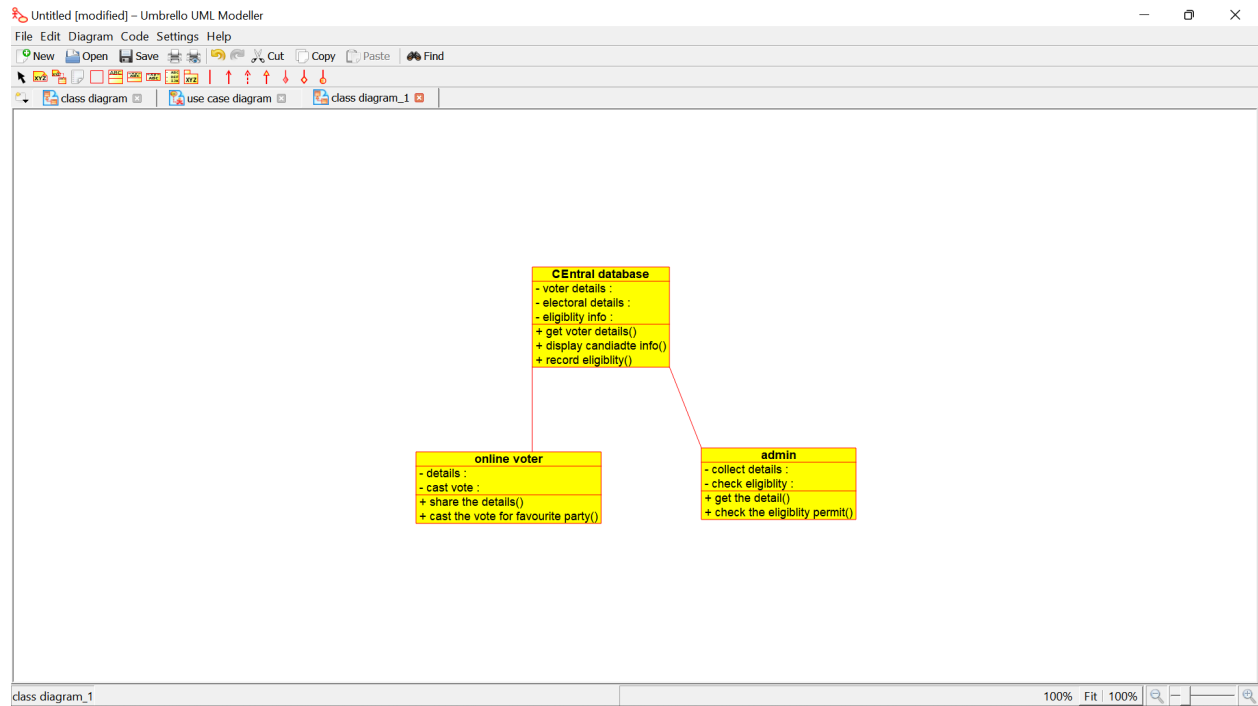 Untitled [modified] – Umbrello UML Modeller
File Edit Diagram Code Settings Help
New Open Save Cut Copy Paste Find
class diagram use case diagram class diagram_1
CEntral database
- voter details :
- electoral details :
- eligiblity info :
+ get voter details()
+ display candiadte info()
+ record eligiblity()
online voter
- details :
- cast vote :
+ share the details()
+ cast the vote for favourite party()
admin
- collect details :
- check eligiblity :
+ get the detail()
+ check the eligiblity permit()
class diagram_1 100% Fit 100%